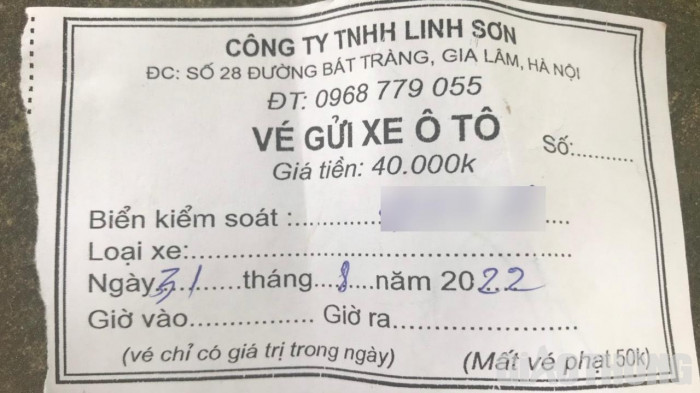 CÔNG TY TNHH LINH SƠN
ĐC: SỐ 28 ĐƯỜNG BÁT TRÀNG, GIA LÂM, HÀ NỘI
ĐT: 0968 779 055
VÉ GỬI XE Ô TÔ
Số:..........
Giá tiền: 40.000k
Biển kiểm soát :
Loại xe:
Ngày 31 tháng 8 năm 2022
Giờ vào................ Giờ ra..........................
(vé chỉ có giá trị trong ngày) (Mất vé phạt 50k)